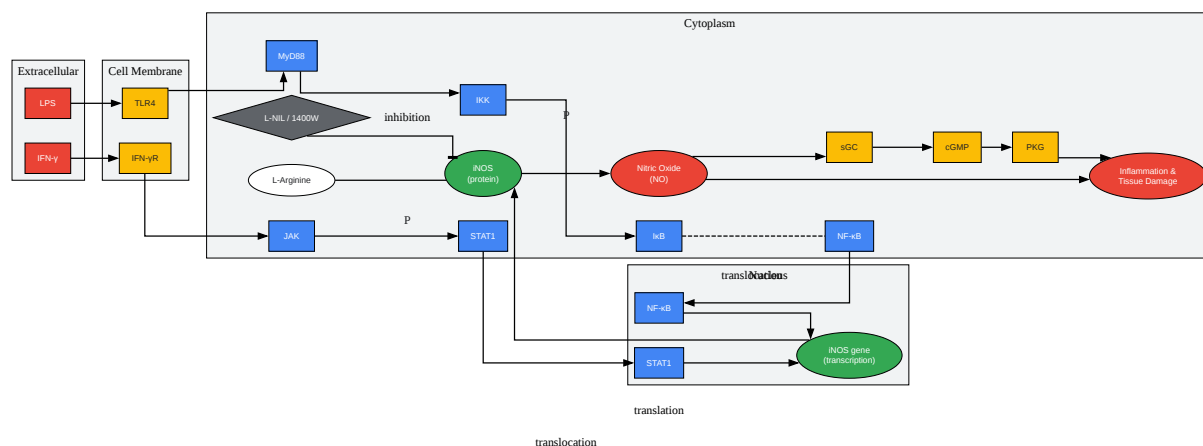 Cytoplasm
Extracellular
Cell Membrane
MyD88
LPS
TLR4
IKK
L-NIL / 1400W
inhibition
P
IFN-γ
IFN-γR
sGC
cGMP
PKG
iNOS
(protein)
L-Arginine
Nitric Oxide
(NO)
Inflammation &
Tissue Damage
JAK
P
STAT1
IκB
NF-κB
translocation
Nucleus
NF-κB
iNOS gene
(transcription)
STAT1
translation
translocation